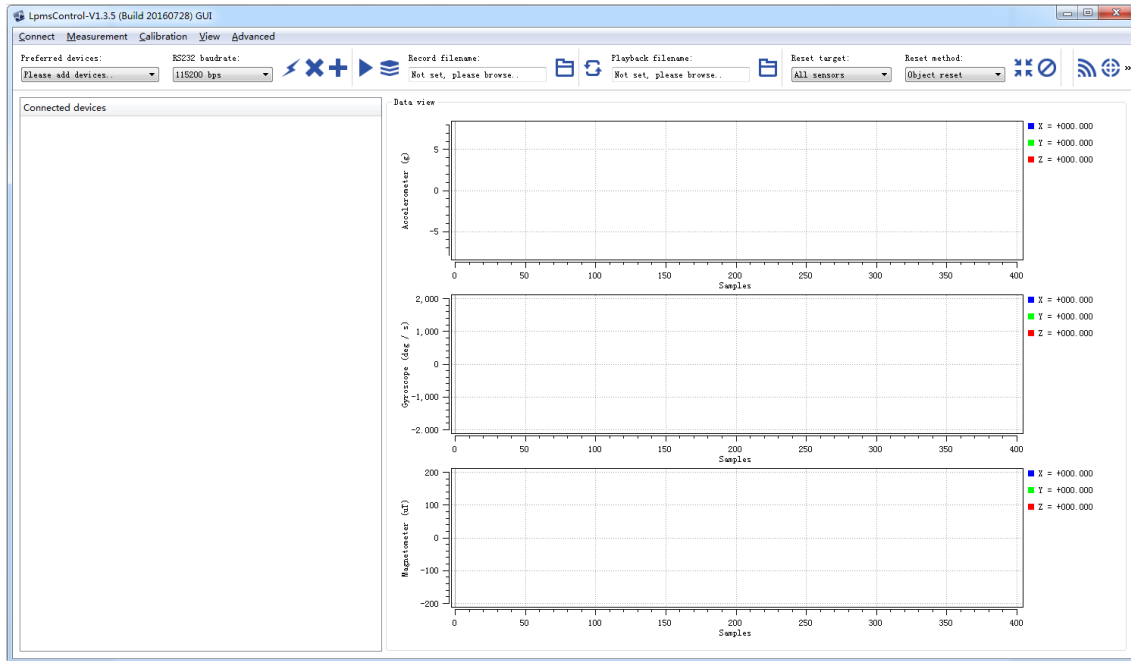 LpmsControl-V1.3.5 (Build 20160728) GUI
Connect Measurement Calibration View Advanced
Preferred devices: RS232 baudrate: Record filename: Playback filename: Reset target: Reset method:
Please add devices.. 115200 bps Not set, please browse.. Not set, please browse.. All sensors Object reset »
Connected devices
Data view
Accelerometer (g)
5
0
-5
0 50 100 150 200 250 300 350 400
Samples
X = +000.000
Y = +000.000
Z = +000.000
Gyroscope (deg / s)
2,000
1,000
0
-1,000
-2.000
0 50 100 150 200 250 300 350 400
Samples
X = +000.000
Y = +000.000
Z = +000.000
Magnetometer (uT)
200
100
0
-100
-200
0 50 100 150 200 250 300 350 400
Samples
X = +000.000
Y = +000.000
Z = +000.000